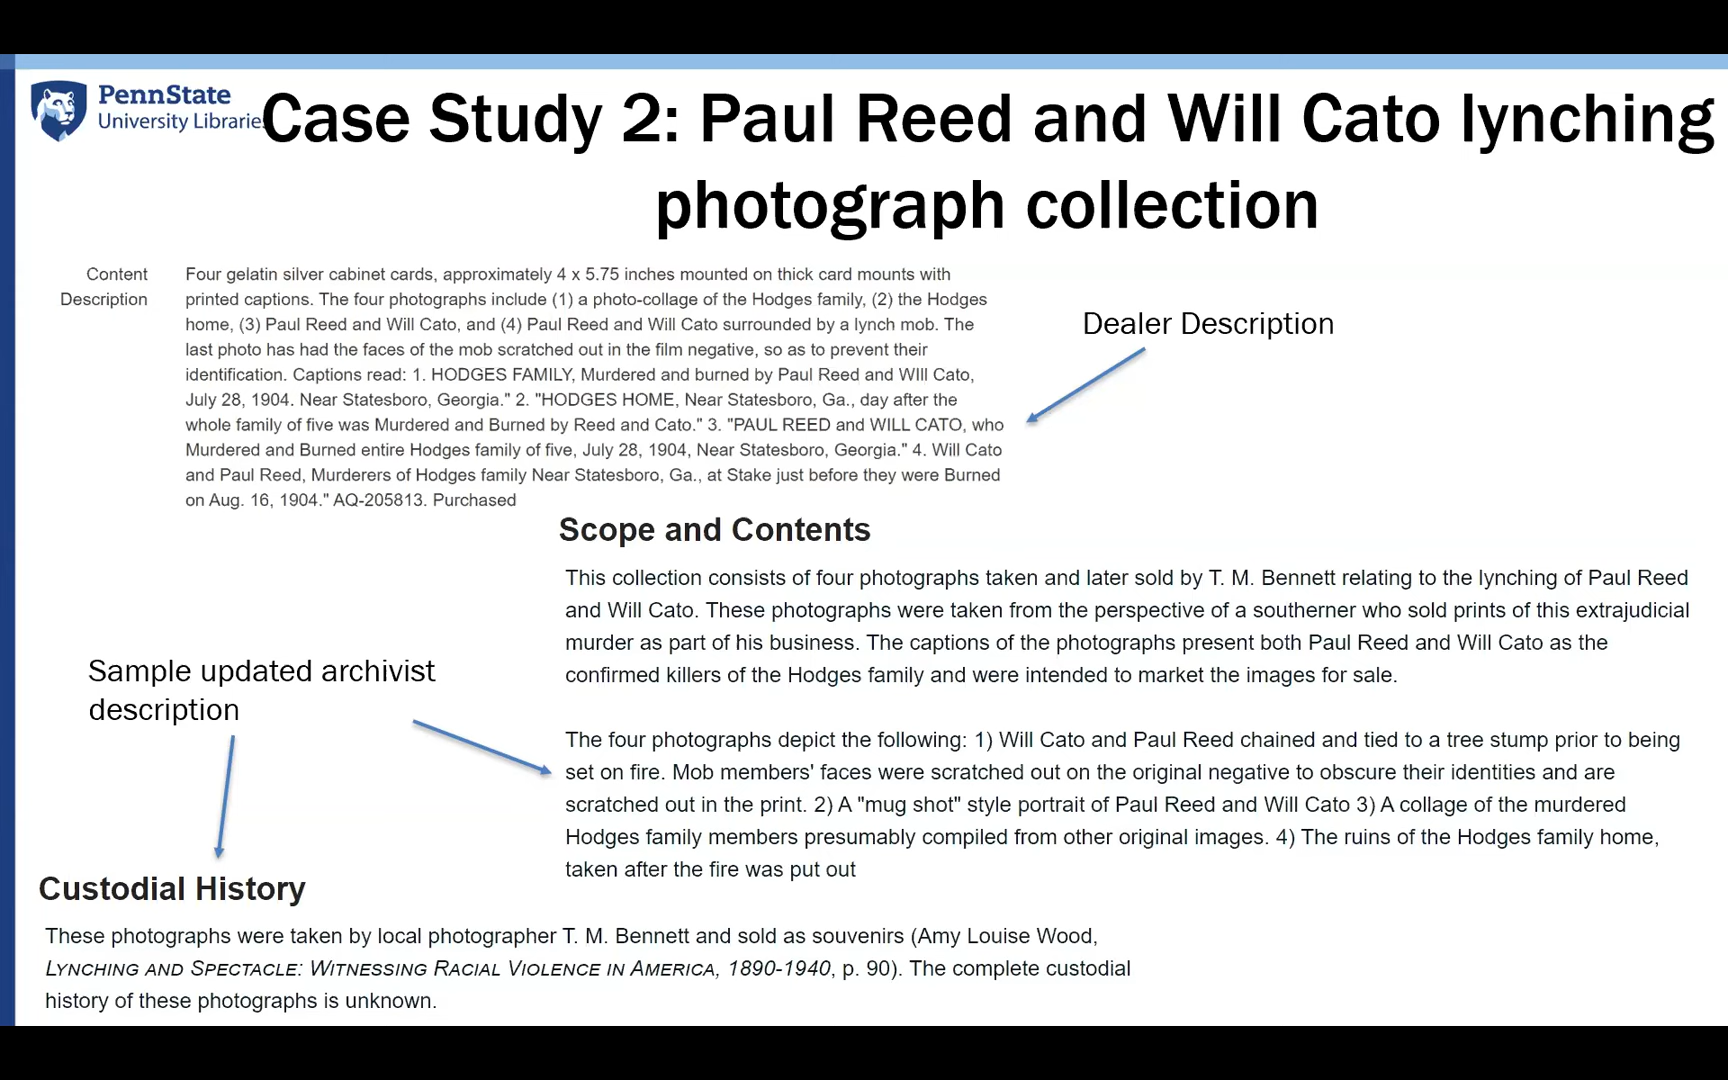 PennState
University Libraries
Case Study 2: Paul Reed and Will Cato lynching
photograph collection
Content
Description
Four gelatin silver cabinet cards, approximately 4 x 5.75 inches mounted on thick card mounts with
printed captions. The four photographs include (1) a photo-collage of the Hodges family, (2) the Hodges
home, (3) Paul Reed and Will Cato, and (4) Paul Reed and Will Cato surrounded by a lynch mob. The
last photo has had the faces of the mob scratched out in the film negative, so as to prevent their
identification. Captions read: 1. HODGES FAMILY, Murdered and burned by Paul Reed and WIll Cato,
July 28, 1904. Near Statesboro, Georgia." 2. "HODGES HOME, Near Statesboro, Ga., day after the
whole family of five was Murdered and Burned by Reed and Cato." 3. "PAUL REED and WILL CATO, who
Murdered and Burned entire Hodges family of five, July 28, 1904, Near Statesboro, Georgia." 4. Will Cato
and Paul Reed, Murderers of Hodges family Near Statesboro, Ga., at Stake just before they were Burned
on Aug. 16, 1904." AQ-205813. Purchased
Dealer Description
Scope and Contents
This collection consists of four photographs taken and later sold by T. M. Bennett relating to the lynching of Paul Reed
and Will Cato. These photographs were taken from the perspective of a southerner who sold prints of this extrajudicial
murder as part of his business. The captions of the photographs present both Paul Reed and Will Cato as the
confirmed killers of the Hodges family and were intended to market the images for sale.
The four photographs depict the following: 1) Will Cato and Paul Reed chained and tied to a tree stump prior to being
set on fire. Mob members' faces were scratched out on the original negative to obscure their identities and are
scratched out in the print. 2) A "mug shot" style portrait of Paul Reed and Will Cato 3) A collage of the murdered
Hodges family members presumably compiled from other original images. 4) The ruins of the Hodges family home,
taken after the fire was put out
Sample updated archivist
description
Custodial History
These photographs were taken by local photographer T. M. Bennett and sold as souvenirs (Amy Louise Wood,
LYNCHING AND SPECTACLE: WITNESSING RACIAL VIOLENCE IN AMERICA, 1890-1940, p. 90). The complete custodial
history of these photographs is unknown.